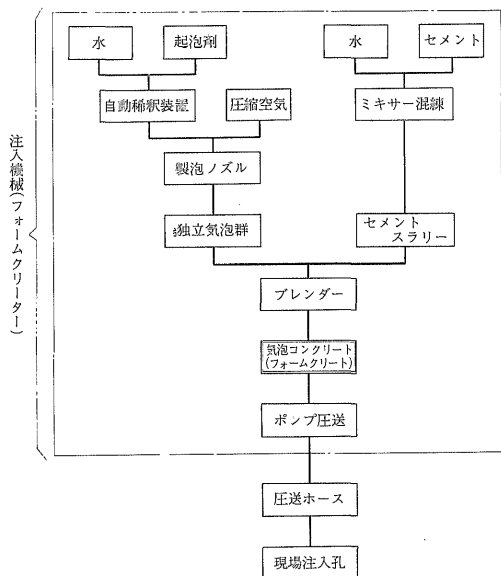 水
起泡剤
水
セメント
自動稀釈装置
圧縮空気
ミキサー混練
製泡ノズル
独立気泡群
セメント
スラリー
ブレンダー
気泡コンクリート
(フォームクリート)
ポンプ圧送
圧送ホース
現場注入孔
注入機械(フォームクリーター)